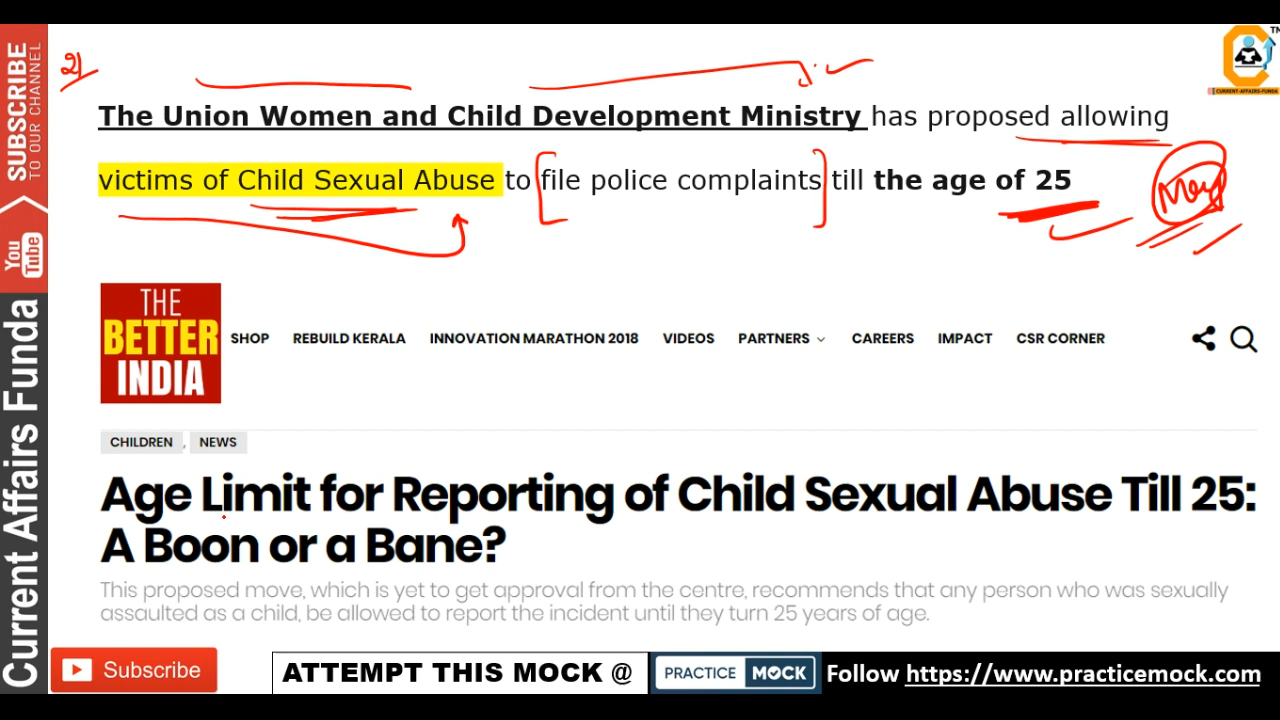 SUBSCRIBE
TO OUR CHANNEL
You
Tube
Current Affairs Funda
2)
TM
CURRENT-AFFAIRS-FUNDA
The Union Women and Child Development Ministry has proposed allowing
victims of Child Sexual Abuse to file police complaints till the age of 25
THE
BETTER
INDIA
SHOP REBUILD KERALA INNOVATION MARATHON 2018 VIDEOS PARTNERS CAREERS IMPACT CSR CORNER
CHILDREN , NEWS
Age Limit for Reporting of Child Sexual Abuse Till 25:
A Boon or a Bane?
This proposed move, which is yet to get approval from the centre, recommends that any person who was sexually
assaulted as a child, be allowed to report the incident until they turn 25 years of age.
Subscribe ATTEMPT THIS MOCK @ PRACTICE MOCK Follow https://www.practicemock.com